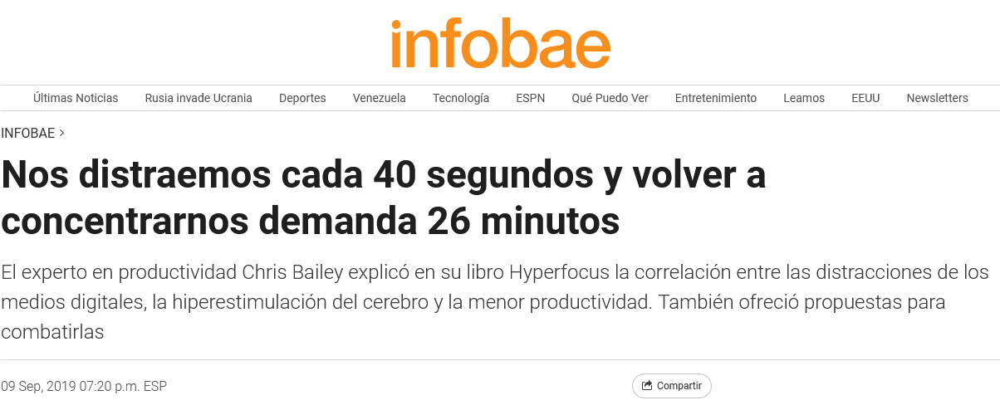 infobae
Últimas Noticias Rusia invade Ucrania Deportes Venezuela Tecnología ESPN Qué Puedo Ver Entretenimiento Leamos EEUU Newsletters
INFOBAE >
Nos distraemos cada 40 segundos y volver a
concentrarnos demanda 26 minutos
El experto en productividad Chris Bailey explicó en su libro Hyperfocus la correlación entre las distracciones de los
medios digitales, la hiperestimulación del cerebro y la menor productividad. También ofreció propuestas para
combatirlas
09 Sep, 2019 07:20 p.m. ESP Compartir